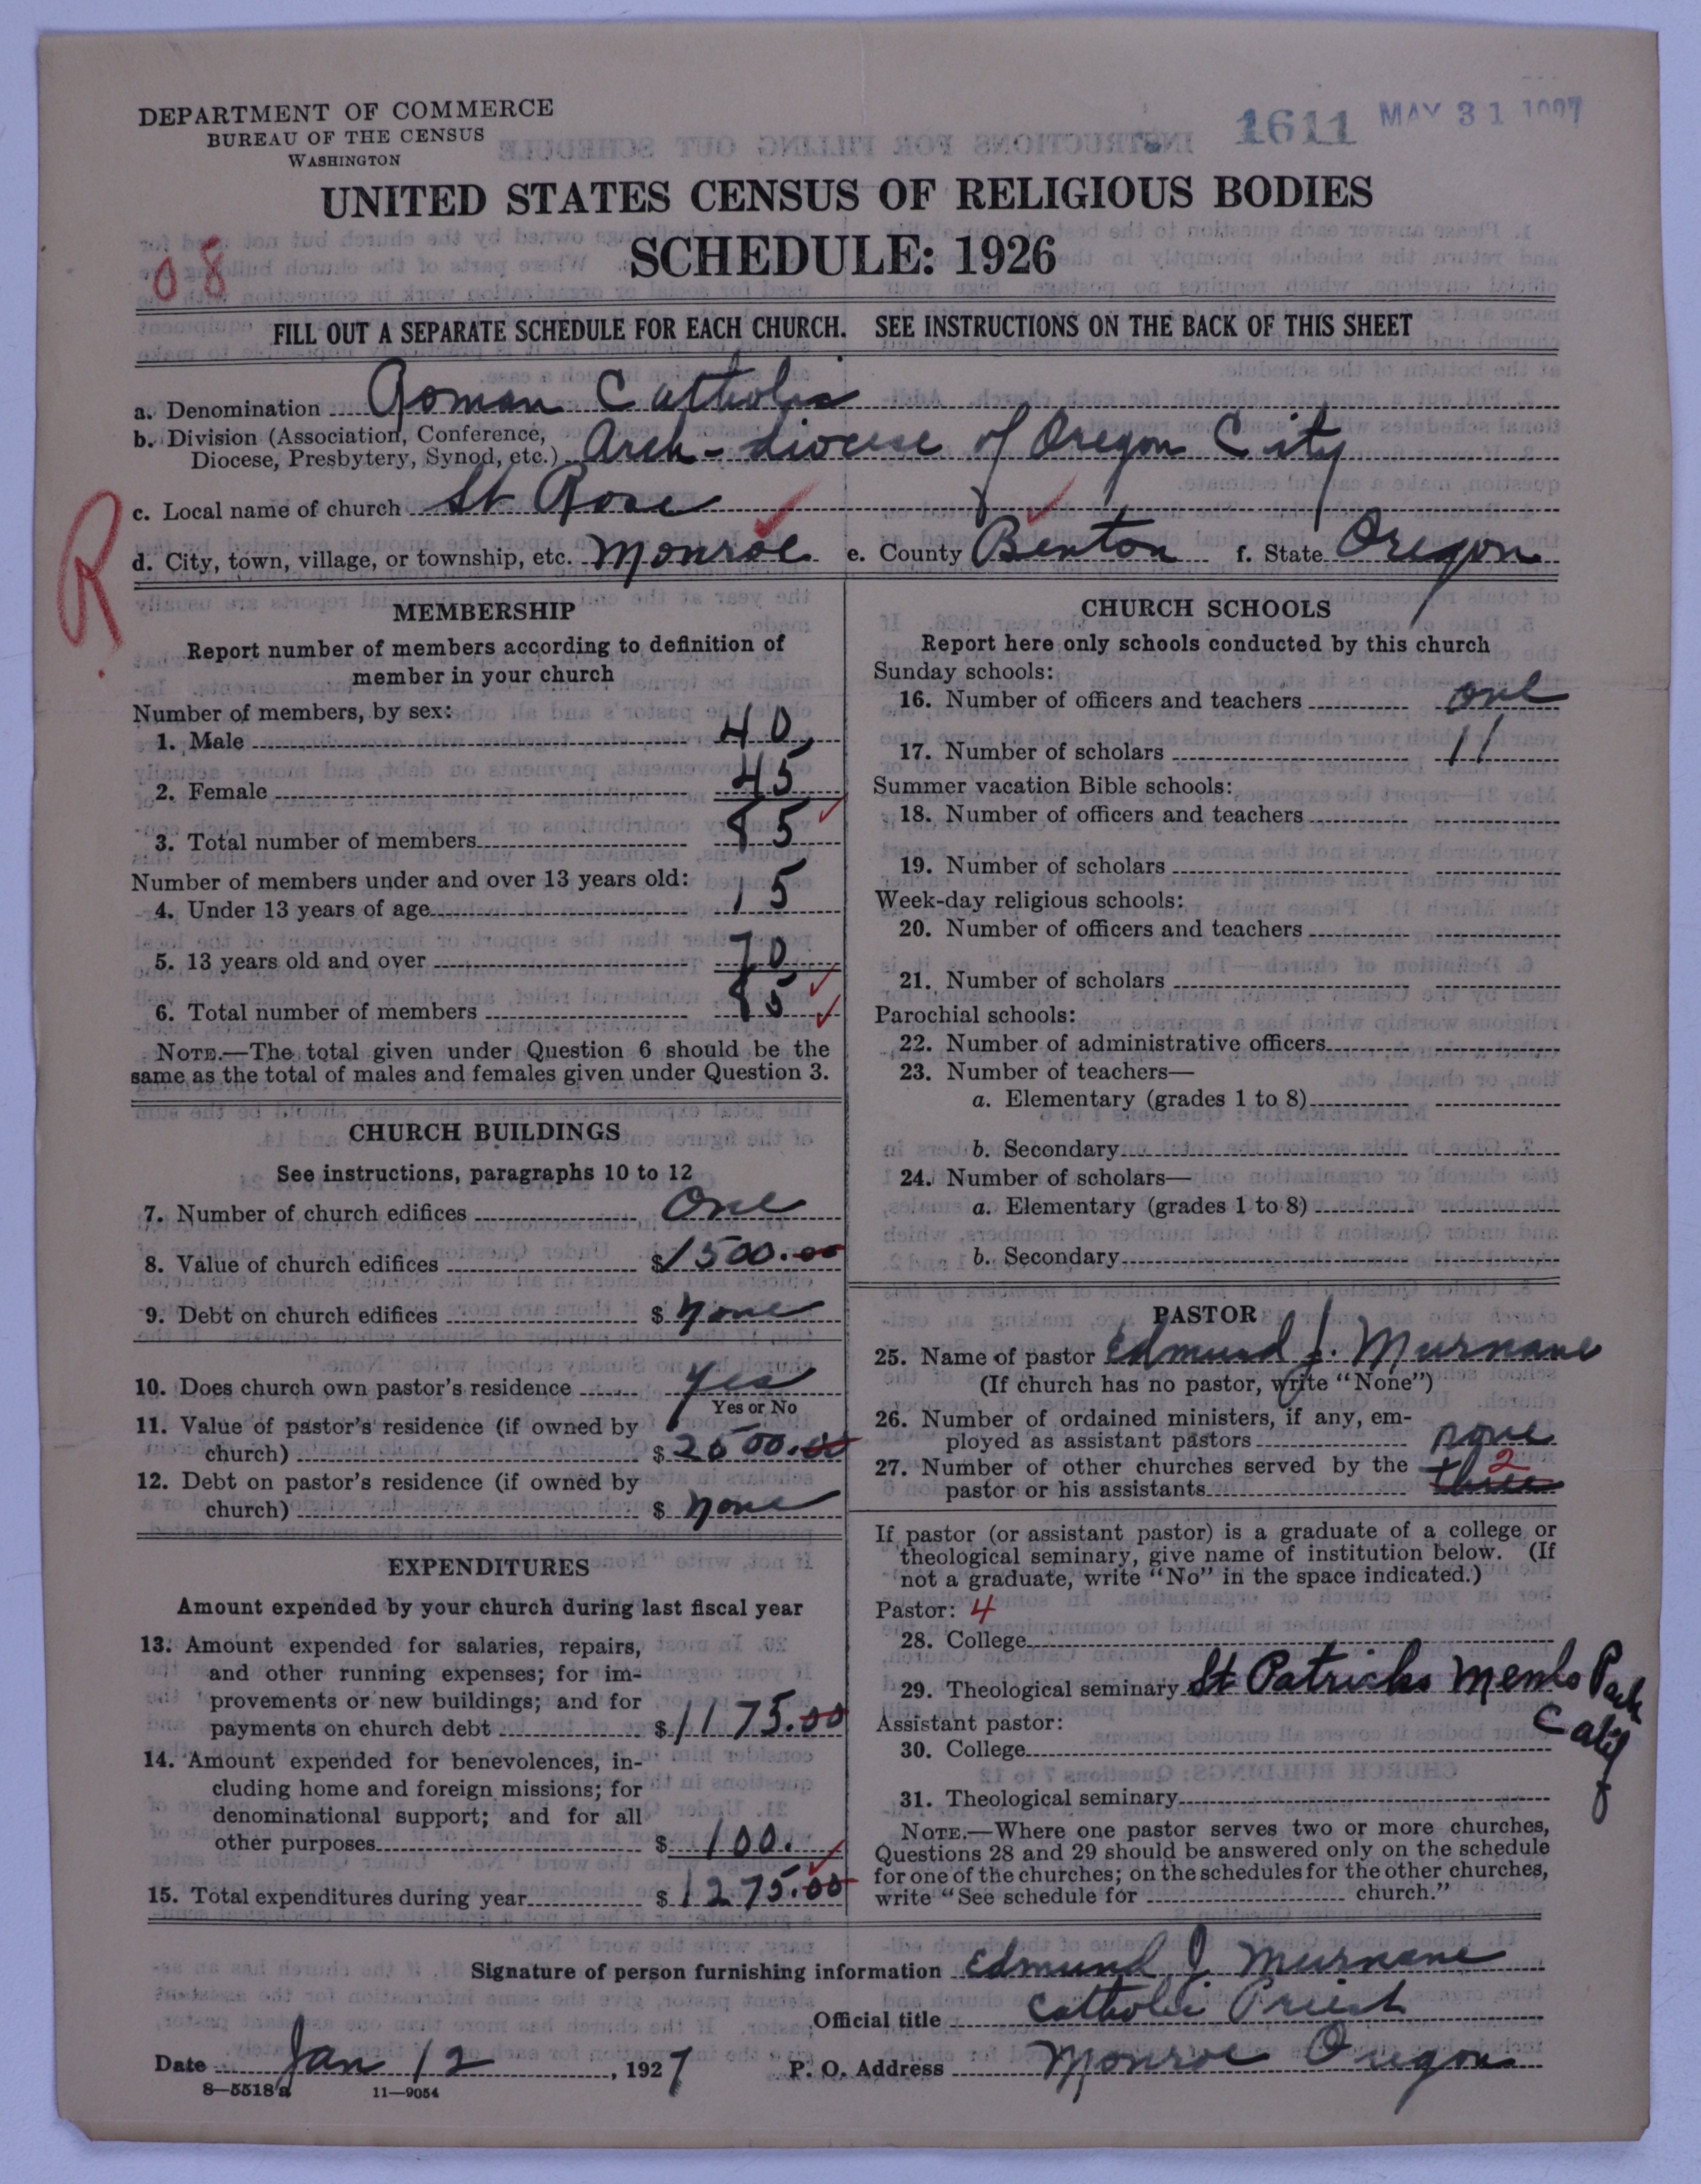 DEPARTMENT OF COMMERCE
BUREAU OF THE CENSUS
WASHINGTON
1611 MAY 31
UNITED STATES CENSUS OF RELIGIOUS BODIES
SCHEDULE: 1926
08
FILL OUT A SEPARATE SCHEDULE FOR EACH CHURCH. SEE INSTRUCTIONS ON THE BACK OF THIS SHEET
a. Denomination Roman Catholic
b. Division (Association, Conference, Diocese, Presbytery, Synod, etc.) Arch-diocese of Oregon City
c. Local name of church St Rose
R.
d. City, town, village, or township, etc. Monroe e. County Benton f. State Oregon
MEMBERSHIP
Report number of members according to definition of
member in your church
Number of members, by sex:
1. Male 40
2. Female 45
3. Total number of members 85
Number of members under and over 13 years old:
4. Under 13 years of age 15
5. 13 years old and over 70
6. Total number of members 85
NOTE.—The total given under Question 6 should be the
same as the total of males and females given under Question 3.
CHURCH BUILDINGS
See instructions, paragraphs 10 to 12
7. Number of church edifices One
8. Value of church edifices $1500.00
9. Debt on church edifices $ none
10. Does church own pastor's residence yes
Yes or No
11. Value of pastor's residence (if owned by
church) $2500.00
12. Debt on pastor's residence (if owned by
church) $ none
EXPENDITURES
Amount expended by your church during last fiscal year
13. Amount expended for salaries, repairs,
and other running expenses; for im-
provements or new buildings; and for
payments on church debt $1175.00
14. Amount expended for benevolences, in-
cluding home and foreign missions; for
denominational support; and for all
other purposes $ 100.
15. Total expenditures during year $1275.00
CHURCH SCHOOLS
Report here only schools conducted by this church
Sunday schools:
16. Number of officers and teachers one
17. Number of scholars 11
Summer vacation Bible schools:
18. Number of officers and teachers
19. Number of scholars
Week-day religious schools:
20. Number of officers and teachers
21. Number of scholars
Parochial schools:
22. Number of administrative officers
23. Number of teachers—
a. Elementary (grades 1 to 8)
b. Secondary
24. Number of scholars—
a. Elementary (grades 1 to 8)
b. Secondary
PASTOR
25. Name of pastor Edmund J. Murnane
(If church has no pastor, write "None")
26. Number of ordained ministers, if any, em-
ployed as assistant pastors none
27. Number of other churches served by the
pastor or his assistants three 2
If pastor (or assistant pastor) is a graduate of a college or
theological seminary, give name of institution below. (If
not a graduate, write "No" in the space indicated.)
Pastor: 4
28. College
29. Theological seminary St Patricks Menlo Park
Calif
Assistant pastor:
30. College
31. Theological seminary
NOTE.—Where one pastor serves two or more churches,
Questions 28 and 29 should be answered only on the schedule
for one of the churches; on the schedules for the other churches,
write "See schedule for church."
Signature of person furnishing information Edmund J. Murnane
Official title Catholic Priest
Date Jan 12, 1927 P. O. Address Monroe Oregon
8—5518 a 11—9054